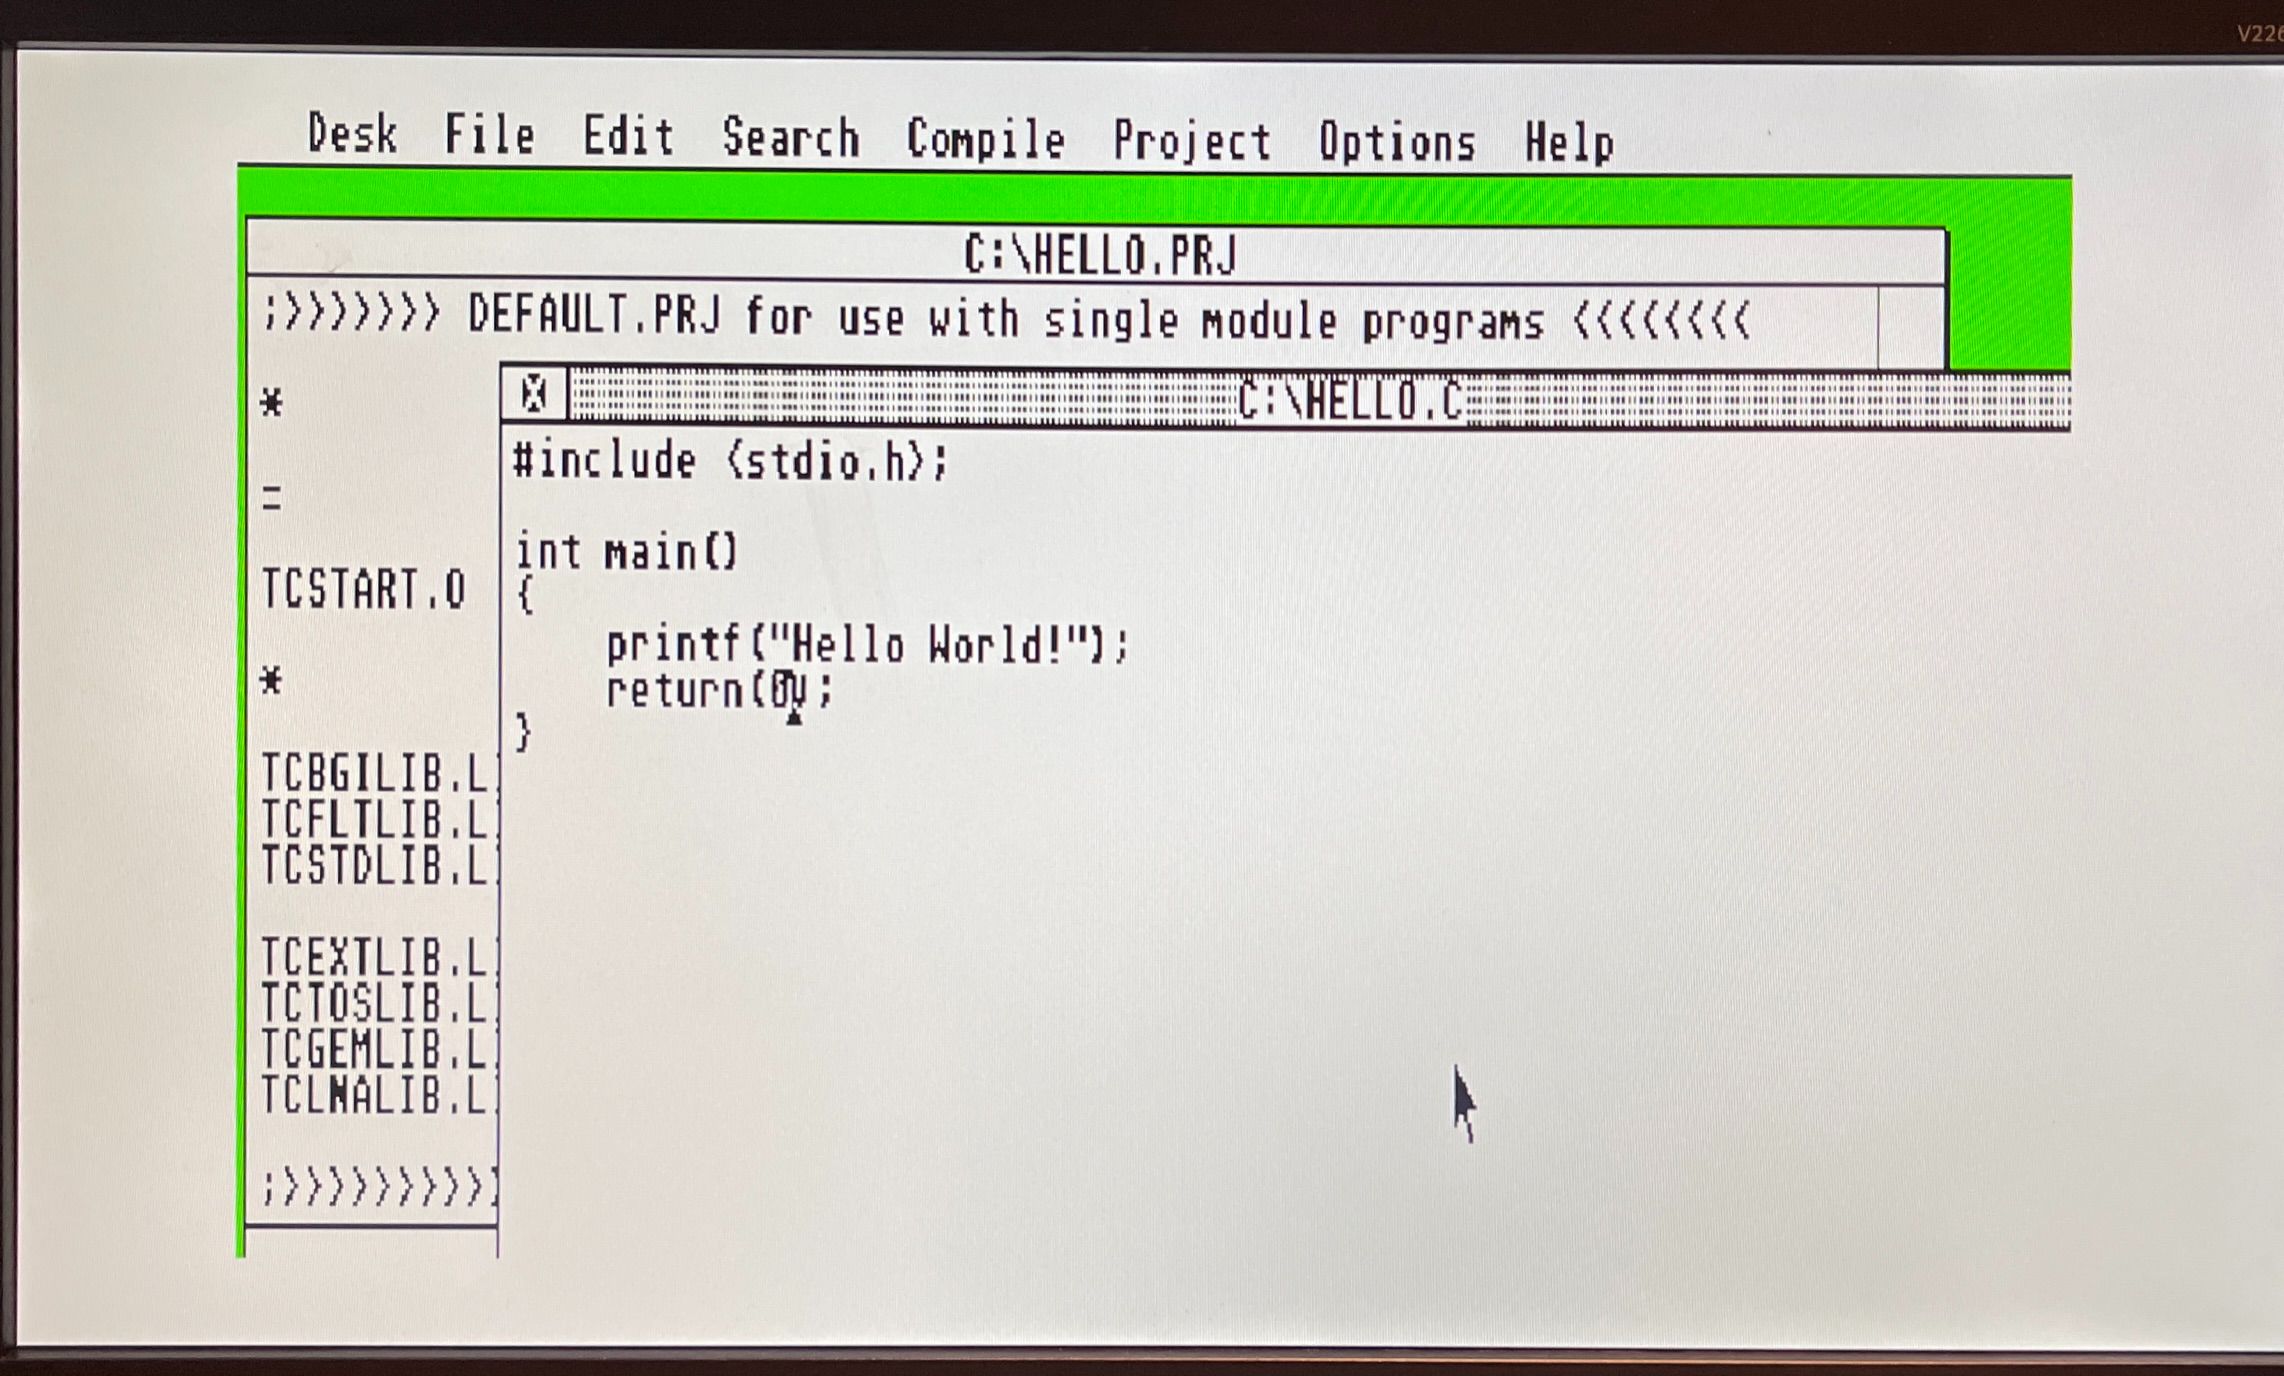 V226
Desk File Edit Search Compile Project Options Help
C:\HELLO.PRJ
;>>>>>>> DEFAULT.PRJ for use with single module programs <<<<<<<<
*
=
TCSTART.O
*
TCBGILIB.L
TCFLTLIB.L
TCSTDLIB.L
TCEXTLIB.L
TCTOSLIB.L
TCGEMLIB.L
TCLNALIB.L
;>>>>>>>>>
C:\HELLO.C
#include <stdio.h>;
int main()
{
printf("Hello World!");
return(0);
}